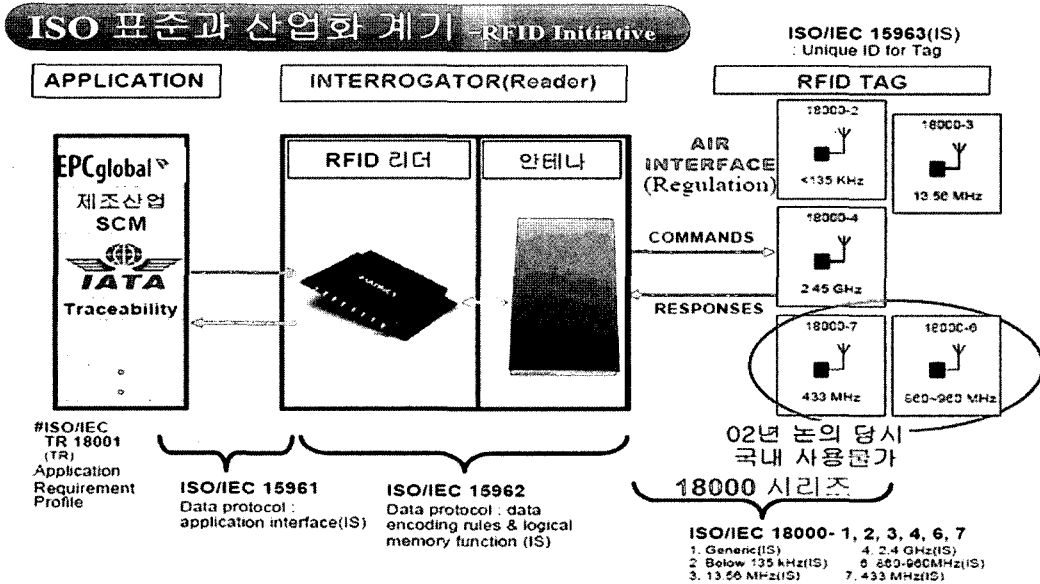 ISO 표준과 산업화 계기 -RFID Initiative
ISO/IEC 15963(IS)
: Unique ID for Tag
APPLICATION
INTERROGATOR(Reader)
RFID TAG
EPCglobal
제조산업
SCM
IATA
Traceability
RFID 리더
안테나
AIR
INTERFACE
(Regulation)
COMMANDS
RESPONSES
18000-2
<135 KHz
18000-3
13.56 MHz
18000-4
2.45 GHz
18000-7
433 MHz
18000-6
860~960 MHz
02년 논의 당시
국내 사용불가
18000 시리즈
#ISO/IEC
TR 18001
(TR)
Application
Requirement
Profile
ISO/IEC 15961
Data protocol :
application interface(IS)
ISO/IEC 15962
Data protocol : data
encoding rules & logical
memory function (IS)
ISO/IEC 18000- 1, 2, 3, 4, 6, 7
1. Generic(IS) 4. 2.4 GHz(IS)
2 Below 135 kHz(IS) 6 860-960MHz(IS)
3. 13.56 MHz(IS) 7. 433 MHz(IS)